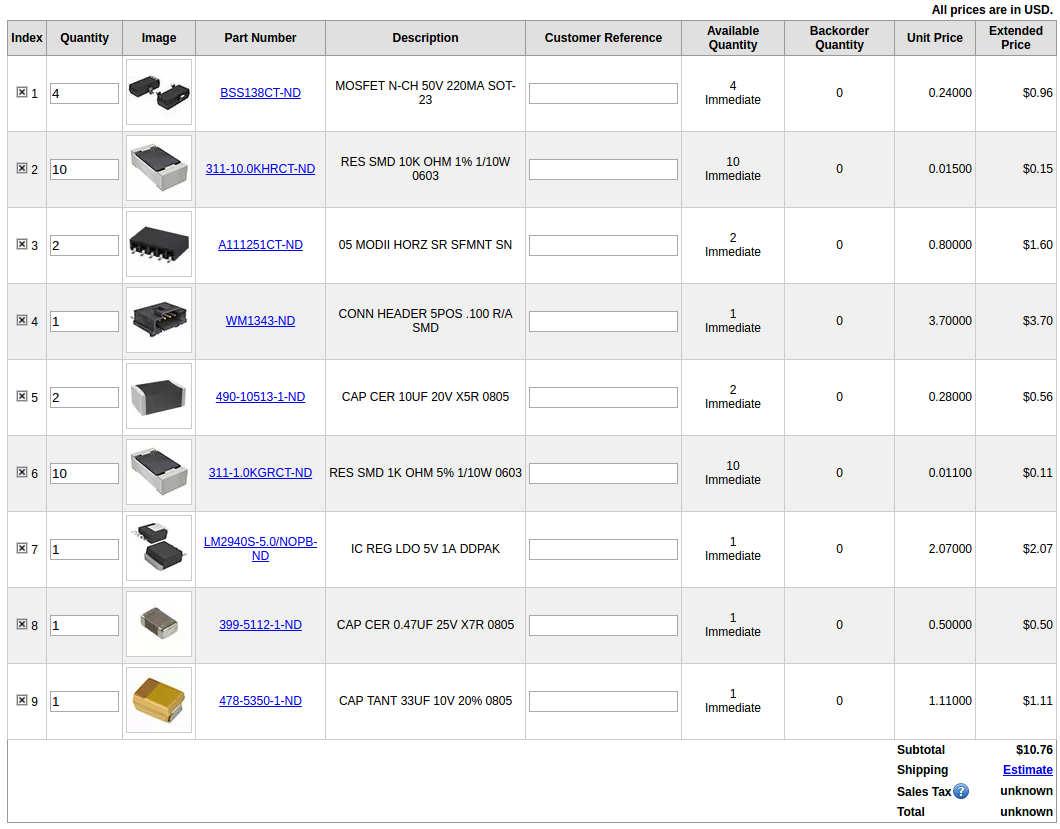 All prices are in USD.
Index Quantity Image Part Number Description Customer Reference Available Quantity Backorder Quantity Unit Price Extended Price
1 4 BSS138CT-ND MOSFET N-CH 50V 220MA SOT-23 4 Immediate 0 0.24000 $0.96
2 10 311-10.0KHRCT-ND RES SMD 10K OHM 1% 1/10W 0603 10 Immediate 0 0.01500 $0.15
3 2 A111251CT-ND 05 MODII HORZ SR SFMNT SN 2 Immediate 0 0.80000 $1.60
4 1 WM1343-ND CONN HEADER 5POS .100 R/A SMD 1 Immediate 0 3.70000 $3.70
5 2 490-10513-1-ND CAP CER 10UF 20V X5R 0805 2 Immediate 0 0.28000 $0.56
6 10 311-1.0KGRCT-ND RES SMD 1K OHM 5% 1/10W 0603 10 Immediate 0 0.01100 $0.11
7 1 LM2940S-5.0/NOPB-ND IC REG LDO 5V 1A DDPAK 1 Immediate 0 2.07000 $2.07
8 1 399-5112-1-ND CAP CER 0.47UF 25V X7R 0805 1 Immediate 0 0.50000 $0.50
9 1 478-5350-1-ND CAP TANT 33UF 10V 20% 0805 1 Immediate 0 1.11000 $1.11
Subtotal $10.76
Shipping Estimate
Sales Tax ? unknown
Total unknown